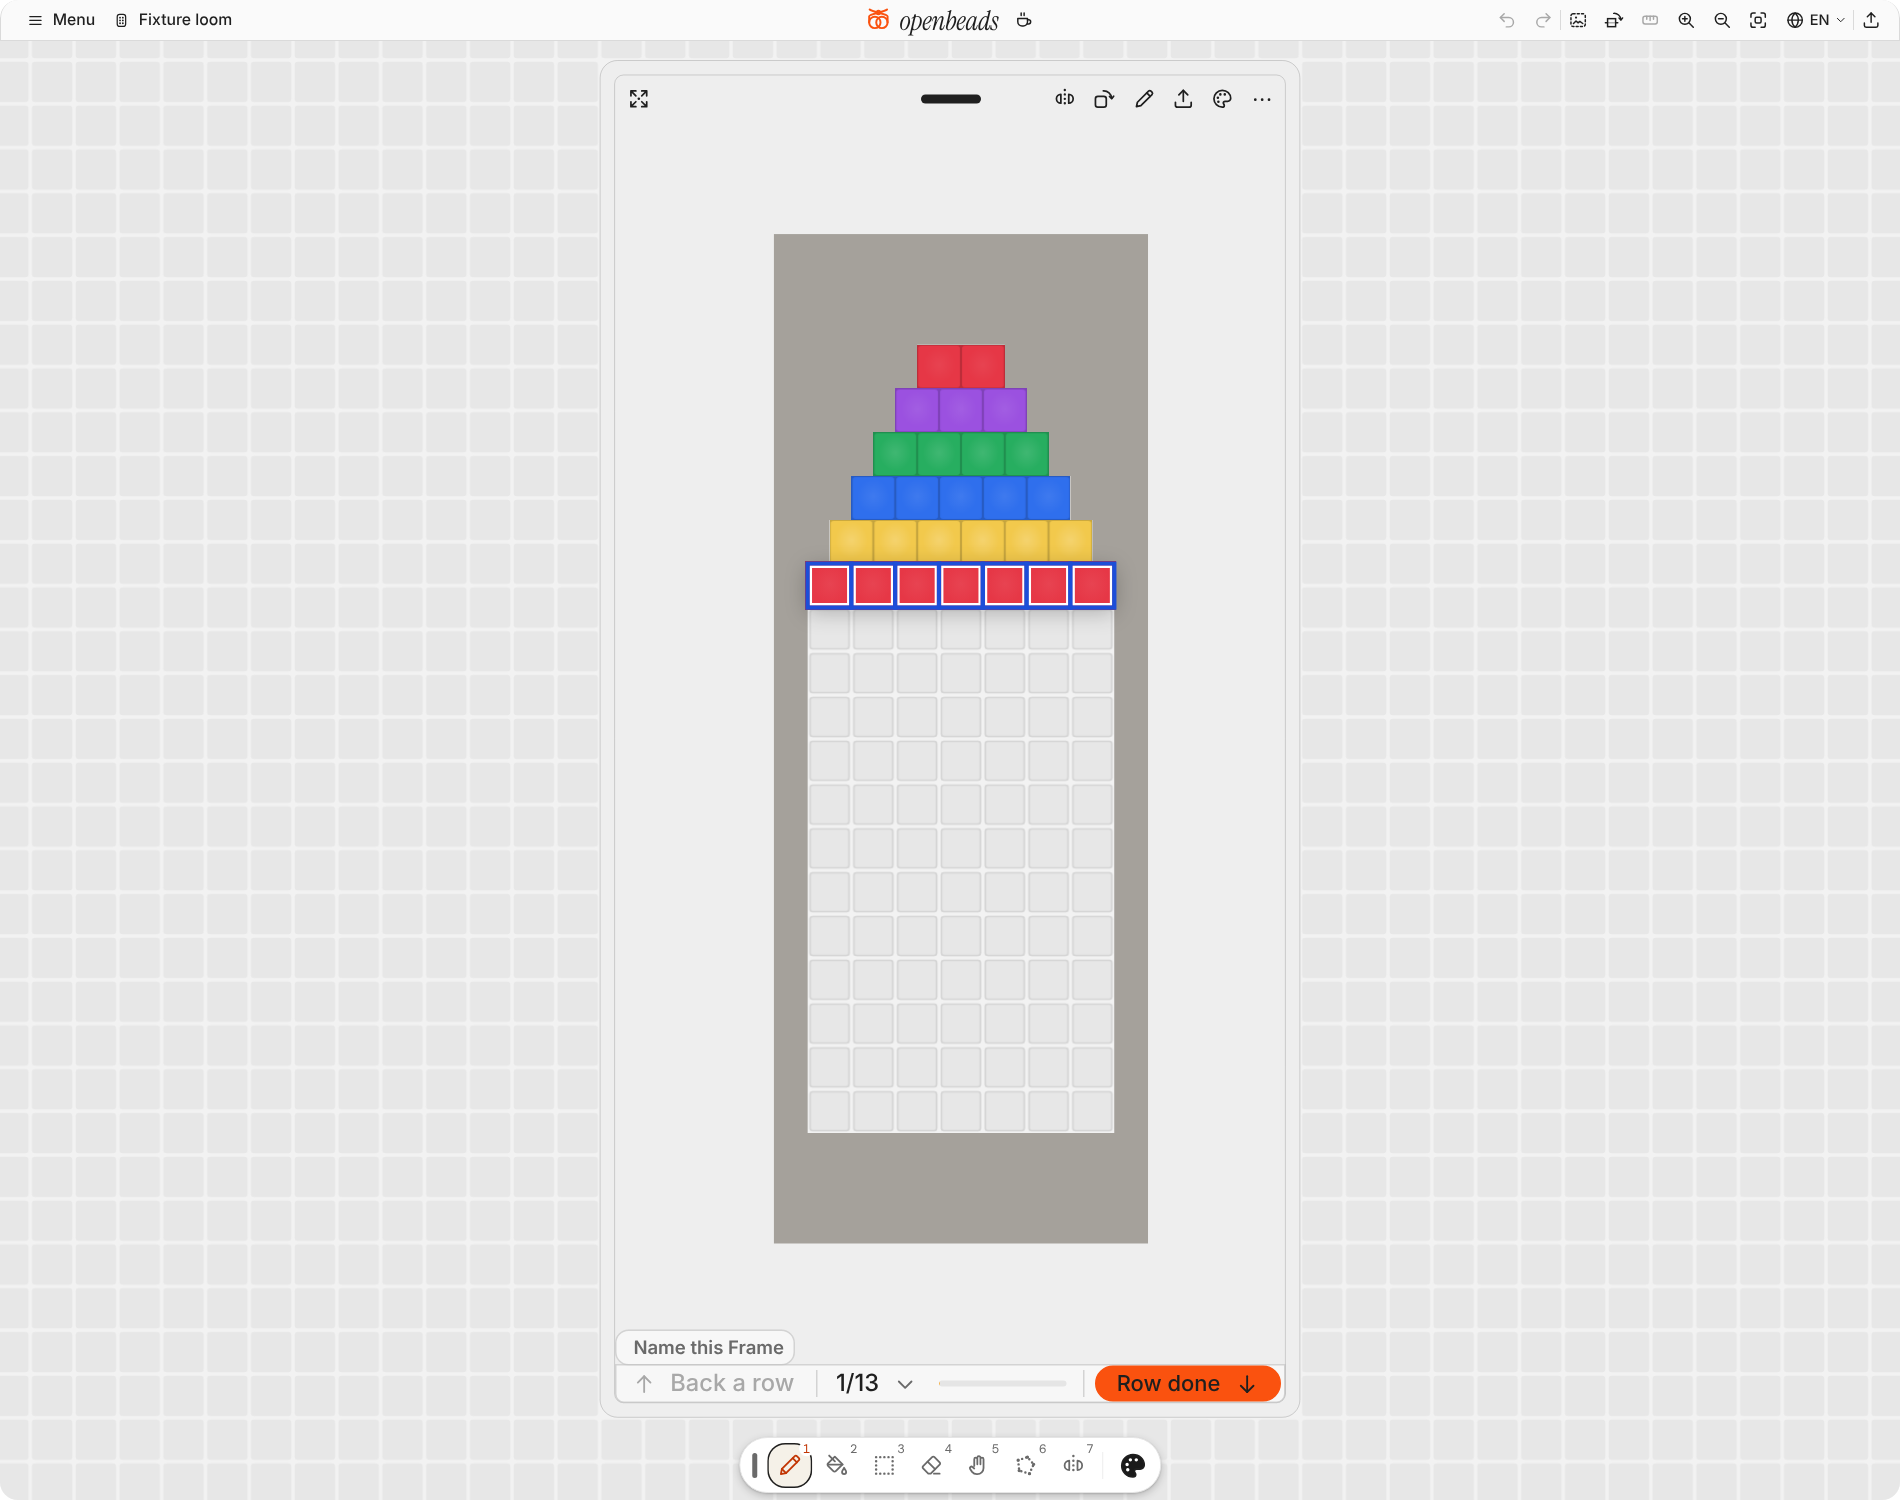 Menu
Fixture loom
openbeads
EN
Name this Frame
Back a row
1/13
Row done
1
2
3
4
5
6
7